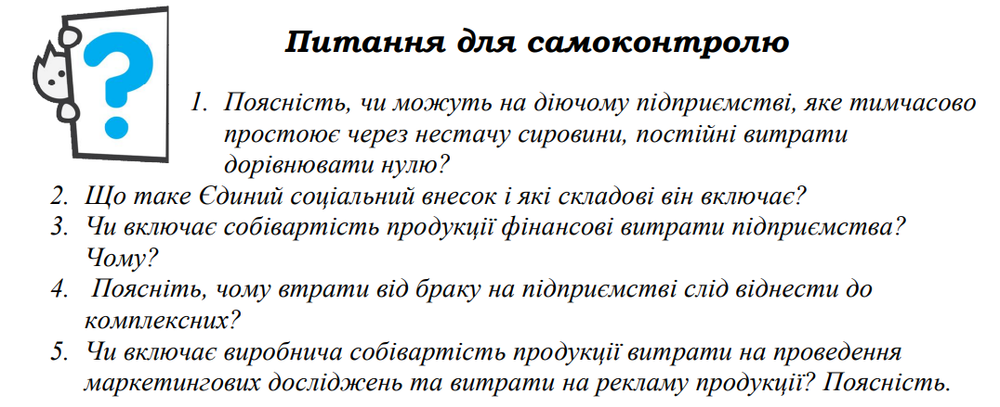 Питання для самоконтролю
1. Поясність, чи можуть на діючому підприємстві, яке тимчасово
простоює через нестачу сировини, постійні витрати
дорівнювати нулю?
2. Що таке Єдиний соціальний внесок і які складові він включає?
3. Чи включає собівартість продукції фінансові витрати підприємства?
Чому?
4. Поясніть, чому втрати від браку на підприємстві слід віднести до
комплексних?
5. Чи включає виробнича собівартість продукції витрати на проведення
маркетингових досліджень та витрати на рекламу продукції? Поясність.